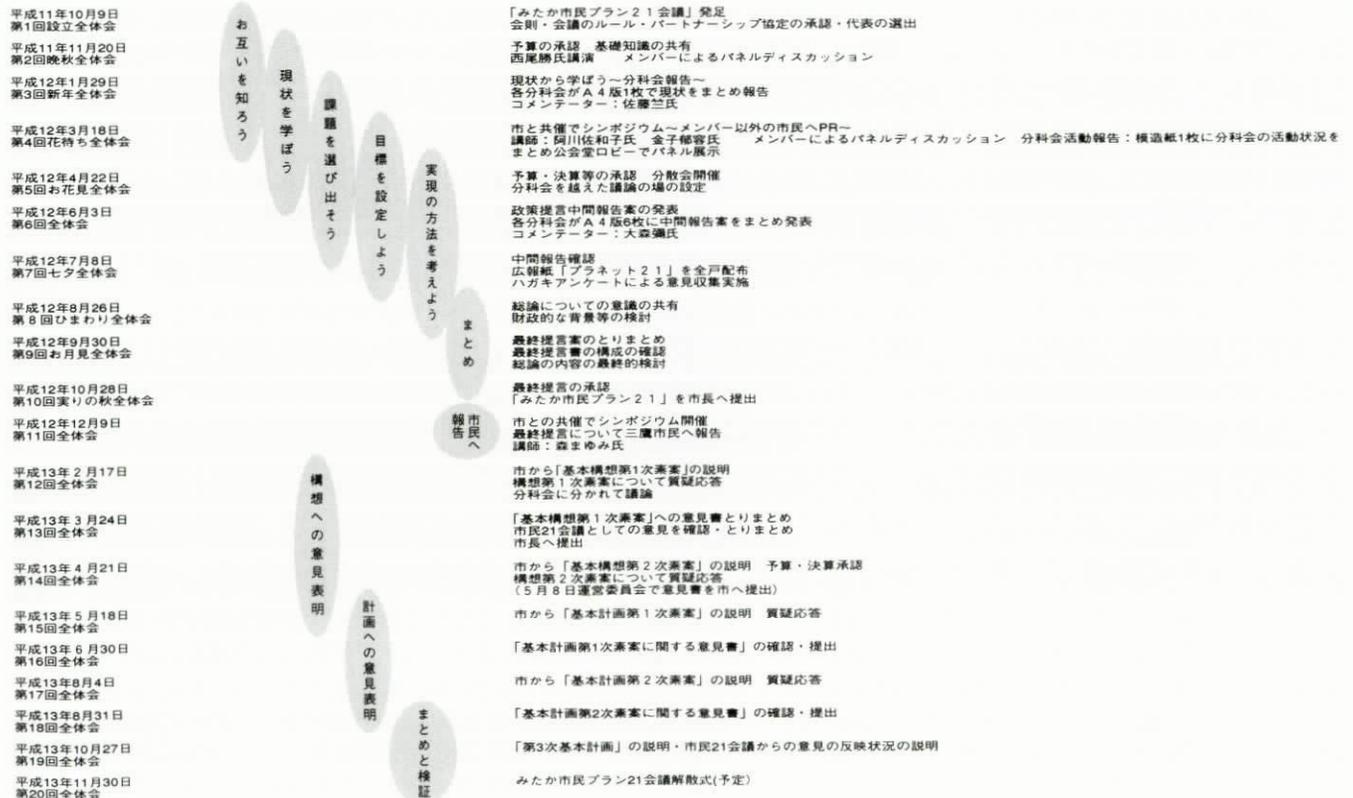 平成11年10月9日
第1回設立全体会
「みたか市民プラン２１会議」発足
会則・会議のルール・パートナーシップ協定の承認・代表の選出
平成11年11月20日
第2回晩秋全体会
予算の承認　基礎知識の共有
西尾勝氏講演　　メンバーによるパネルディスカッション
平成12年1月29日
第3回新年全体会
現状から学ぼう～分科会報告～
各分科会がＡ４版1枚で現状をまとめ報告
コメンテーター：佐藤竺氏
平成12年3月18日
第4回花待ち全体会
市と共催でシンポジウム～メンバー以外の市民へPR～
講師：阿川佐和子氏　金子郁容氏　　メンバーによるパネルディスカッション　分科会活動報告：模造紙1枚に分科会の活動状況を
まとめ公会堂ロビーでパネル展示
平成12年4月22日
第5回お花見全体会
予算・決算等の承認　分散会開催
分科会を越えた議論の場の設定
平成12年6月3日
第6回全体会
政策提言中間報告案の発表
各分科会がＡ４版6枚に中間報告案をまとめ発表
コメンテーター：大森彌氏
平成12年7月8日
第7回七夕全体会
中間報告確認
広報紙「プラネット２１」を全戸配布
ハガキアンケートによる意見収集実施
平成12年8月26日
第８回ひまわり全体会
総論についての意識の共有
財政的な背景等の検討
平成12年9月30日
第9回お月見全体会
最終提言案のとりまとめ
最終提言書の構成の確認
総論の内容の最終的検討
平成12年10月28日
第10回実りの秋全体会
最終提言の承認
「みたか市民プラン２１」を市長へ提出
平成12年12月9日
第11回全体会
市との共催でシンポジウム開催
最終提言について三鷹市民へ報告
講師：森まゆみ氏
平成13年２月17日
第12回全体会
市から「基本構想第1次素案」の説明
構想第１次素案について質疑応答
分科会に分かれて議論
平成13年３月24日
第13回全体会
「基本構想第１次素案」への意見書とりまとめ
市民21会議としての意見を確認・とりまとめ
市長へ提出
平成13年４月21日
第14回全体会
市から「基本構想第２次素案」の説明　予算・決算承認
構想第２次素案について質疑応答
（５月８日運営委員会で意見書を市へ提出）
平成13年５月18日
第15回全体会
市から「基本計画第１次素案」の説明　質疑応答
平成13年６月30日
第16回全体会
「基本計画第1次素案に関する意見書」の確認・提出
平成13年8月4日
第17回全体会
市から「基本計画第２次素案」の説明　質疑応答
平成13年8月31日
第18回全体会
「基本計画第2次素案に関する意見書」の確認・提出
平成13年10月27日
第19回全体会
「第3次基本計画」の説明・市民21会議からの意見の反映状況の説明
平成13年11月30日
第20回全体会
みたか市民プラン21会議解散式(予定)
お互いを知ろう
現状を学ぼう
課題を選び出そう
目標を設定しよう
実現の方法を考えよう
まとめ
市民へ
報告
構想への意見表明
計画への意見表明
まとめと検証